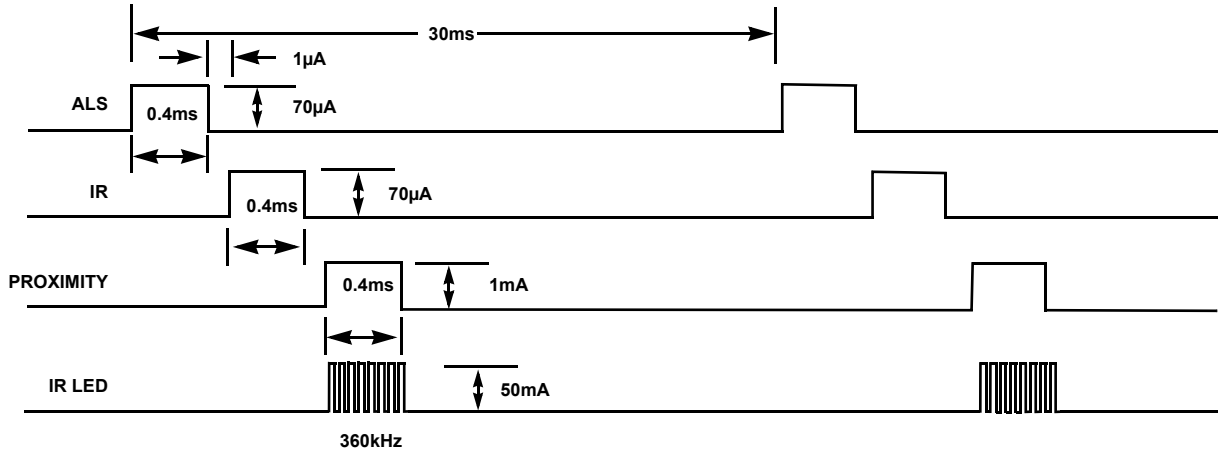 30ms
1µA
ALS
0.4ms
70µA
IR
0.4ms
70µA
PROXIMITY
0.4ms
1mA
IR LED
50mA
360kHz